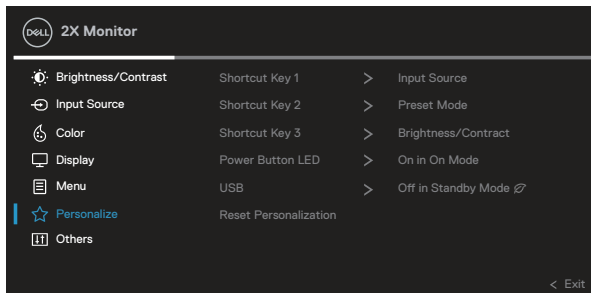 DELL 2X Monitor
Brightness/Contrast Shortcut Key 1 > Input Source
Input Source Shortcut Key 2 > Preset Mode
Color Shortcut Key 3 > Brightness/Contract
Display Power Button LED > On in On Mode
Menu USB > Off in Standby Mode
Personalize Reset Personalization
Others
< Exit